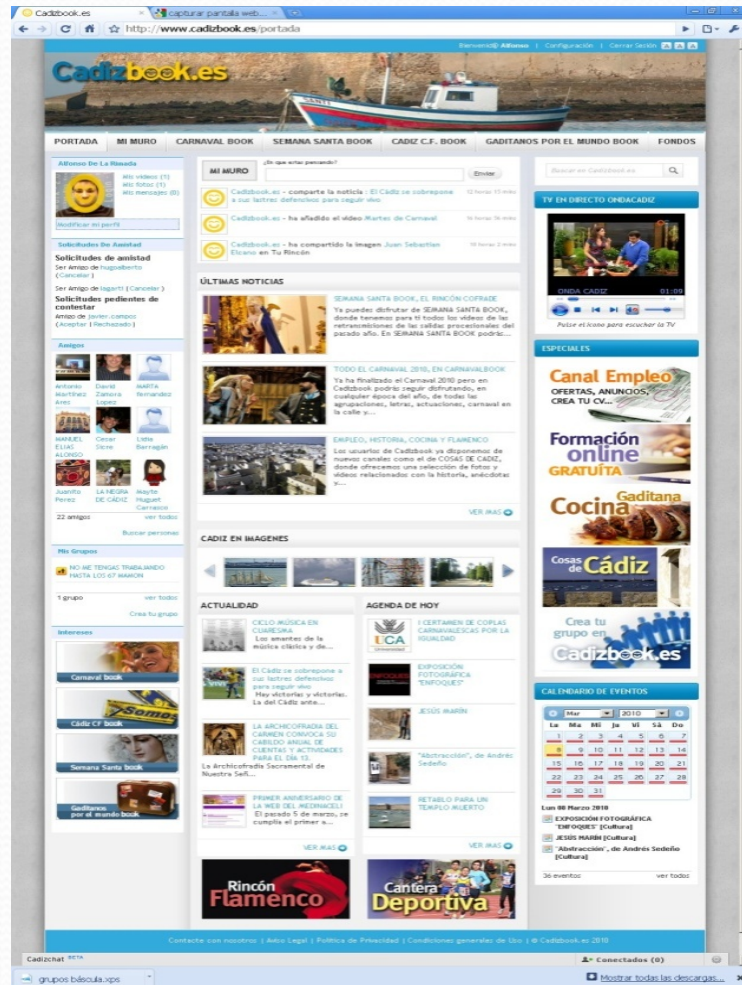 Cadizbook.es
capturar pantalla web...
http://www.cadizbook.es/portada
Bienvenid@ Alfonso | Configuración | Cerrar Sesión A A A
Cadizbook.es
PORTADA MI MURO CARNAVAL BOOK SEMANA SANTA BOOK CADIZ C.F. BOOK GADITANOS POR EL MUNDO BOOK FONDOS
Mis videos (1)
Mis fotos (1)
Mis mensajes (0)
Modificar mi perfil
Solicitudes De Amistad
Solicitudes de amistad
Ser Amigo de hugoalberto
(Cancelar)
(Cancelar)
Solicitudes pedientes de
contestar
Amigo de javier.campos
(Aceptar | Rechazado)
Amigos
Antonio
Martinez
Ares
David
Zamora
Lopez
MARTA
fernandez
MANUEL
ELIAS
ALONSO
Cesar
Sicre
Lidia
Barragán
Juanito
Perez
LA NEGRA
DE CÁDIZ
Mayte
Huguet
Carrasco
22 amigos ver todos
Buscar personas
Mis Grupos
NO ME TENGAS TRABAJANDO
HASTA LOS 67 MAMON
1 grupo ver todos
Crea tu grupo
Intereses
Carnaval book
Somos
Cádiz CF book
Semana Santa book
Gaditanos
por el mundo book
MI MURO
¿En que estas pensando?
Enviar
Cadizbook.es - comparte la noticia : El Cádiz se sobrepone
a sus lastres defensivos para seguir vivo
Cadizbook.es - ha añadido el video Martes de Carnaval
Cadizbook.es - ha compartido la imagen Juan Sebastian
Elcano en Tu Rincón
ÚLTIMAS NOTICIAS
SEMANA SANTA BOOK, EL RINCÓN COFRADE
Ya puedes disfrutar de SEMANA SANTA BOOK,
donde tenemos para ti todos los videos de las
retransmisiones de las salidas procesionales del
pasado año. En SEMANA SANTA BOOK podrás...
TODO EL CARNAVAL 2010, EN CARNAVALBOOK
Ya ha finalizado el Carnaval 2010 pero en
Cadizbook podrás seguir disfrutando, en
cualquier época del año, de todas las
agrupaciones, letras, actuaciones, carnaval en
la calle y...
EMPLEO, HISTORIA, COCINA Y FLAMENCO
Los usuarios de Cadizbook ya disponemos de
nuevos canales como el de COSAS DE CADIZ,
donde ofrecemos una selección de fotos y
videos relacionados con la historia, anécdotas
y...
VER MAS
CADIZ EN IMAGENES
ACTUALIDAD
CICLO MÚSICA EN
CUARESMA
Los amantes de la
música clásica y de...
El Cádiz se sobrepone a
sus lastres defensivos
para seguir vivo
Hay victorias y victorias.
La del Cádiz ante...
LA ARCHICOFRADIA DEL
CARMEN CONVOCA SU
CABILDO ANUAL DE
CUENTAS Y ACTIVIDADES
PARA EL DÍA 13.
La Archicofradía Sacramental de
Nuestra Señ...
PRIMER ANIVERSARIO DE
LA WEB DEL MEDINACELI
El pasado 5 de marzo, se
cumplía el primer a...
VER MAS
AGENDA DE HOY
UCA
I CERTAMEN DE COPLAS
CARNAVALESCAS POR LA
IGUALDAD
ENFOQUES
EXPOSICIÓN
FOTOGRÁFICA
"ENFOQUES"
JESÚS MARÍN
"Abstracción", de Andrés
Sedeño
RETABLO PARA UN
TEMPLO MUERTO
VER MAS
Rincón
Flamenco
Cantera
Deportiva
Buscar en Cadizbook.es
TV EN DIRECTO ONDACADIZ
ONDA CADIZ 01:09
Pulse el icono para escuchar la TV
ESPECIALES
Canal Empleo
OFERTAS, ANUNCIOS,
CREA TU CV...
Formación
online
GRATUÍTA
Cocina Gaditana
Cosas
de Cádiz
Crea tu
grupo en
Cadizbook.es
CALENDARIO DE EVENTOS
Mar 2010
Lu Ma Mi Ju Vi Sá Do
1 2 3 4 5 6 7
8 9 10 11 12 13 14
15 16 17 18 19 20 21
22 23 24 25 26 27 28
29 30 31
Lun 08 Marzo 2010
EXPOSICIÓN FOTOGRÁFICA
"ENFOQUES" [Cultura]
JESÚS MARÍN [Cultura]
"Abstracción", de Andrés Sedeño
[Cultura]
36 eventos ver todos
Contacte con nosotros | Aviso Legal | Política de Privacidad | Condiciones generales de Uso | © Cadizbook.es 2010
Cadizchat BETA
Conectados (0)
grupos báscula.xps
Mostrar todas las descargas...